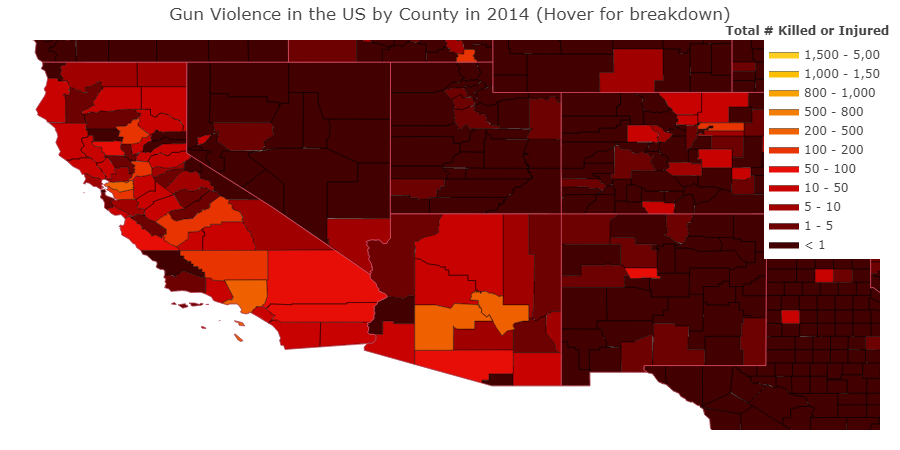 Gun Violence in the US by County in 2014 (Hover for breakdown)
Total # Killed or Injured
1,500 - 5,00
1,000 - 1,50
800 - 1,000
500 - 800
200 - 500
100 - 200
50 - 100
10 - 50
5 - 10
1 - 5
< 1